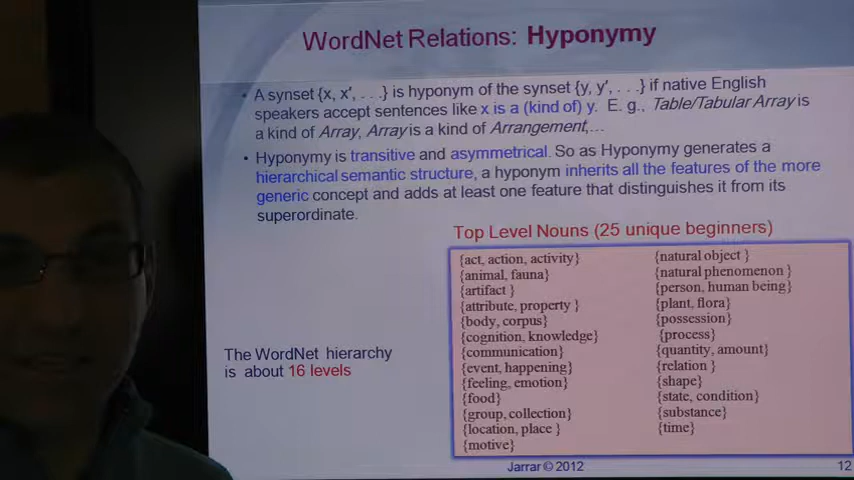 WordNet Relations: Hyponymy
• A synset {x, x′, . . .} is hyponym of the synset {y, y′, . . .} if native English
speakers accept sentences like x is a (kind of) y. E. g., Table/Tabular Array is
a kind of Array, Array is a kind of Arrangement,…
• Hyponymy is transitive and asymmetrical. So as Hyponymy generates a
hierarchical semantic structure, a hyponym inherits all the features of the more
generic concept and adds at least one feature that distinguishes it from its
superordinate.
Top Level Nouns (25 unique beginners)
{act, action, activity}
{animal, fauna}
{artifact }
{attribute, property }
{body, corpus}
{cognition, knowledge}
{communication}
{event, happening}
{feeling, emotion}
{food}
{group, collection}
{location, place }
{motive}
{natural object }
{natural phenomenon }
{person, human being}
{plant, flora}
{possession}
{process}
{quantity, amount}
{relation }
{shape}
{state, condition}
{substance}
{time}
The WordNet hierarchy
is about 16 levels
Jarrar © 2012
12